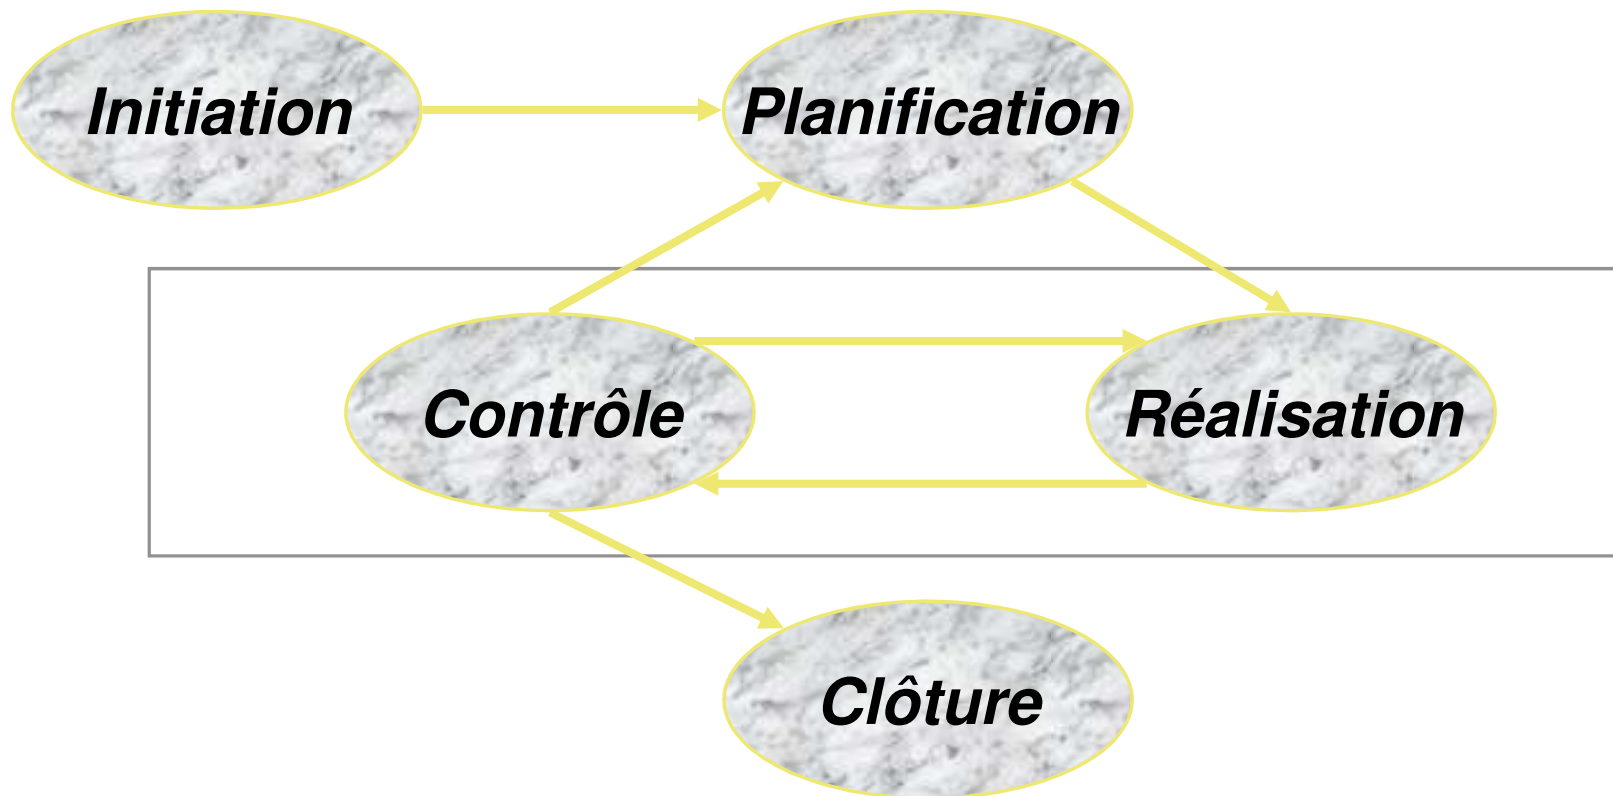 Initiation
Planification
Contrôle
Réalisation
Clôture